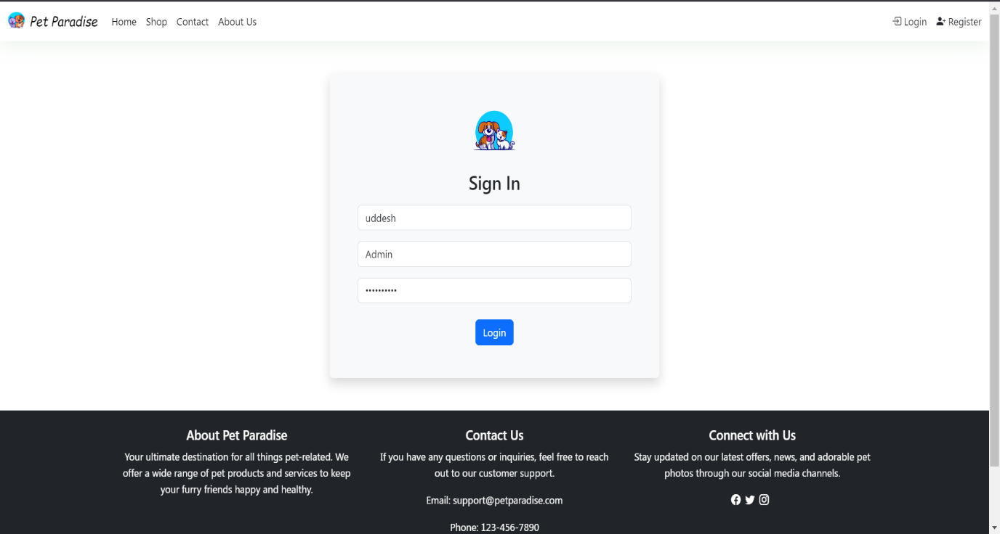 Pet Paradise Home Shop Contact About Us Login Register
Sign In
uddesh
Admin
••••••••••
Login
About Pet Paradise
Your ultimate destination for all things pet-related. We
offer a wide range of pet products and services to keep
your furry friends happy and healthy.
Contact Us
If you have any questions or inquiries, feel free to reach
out to our customer support.
Email: support@petparadise.com
Phone: 123-456-7890
Connect with Us
Stay updated on our latest offers, news, and adorable pet
photos through our social media channels.